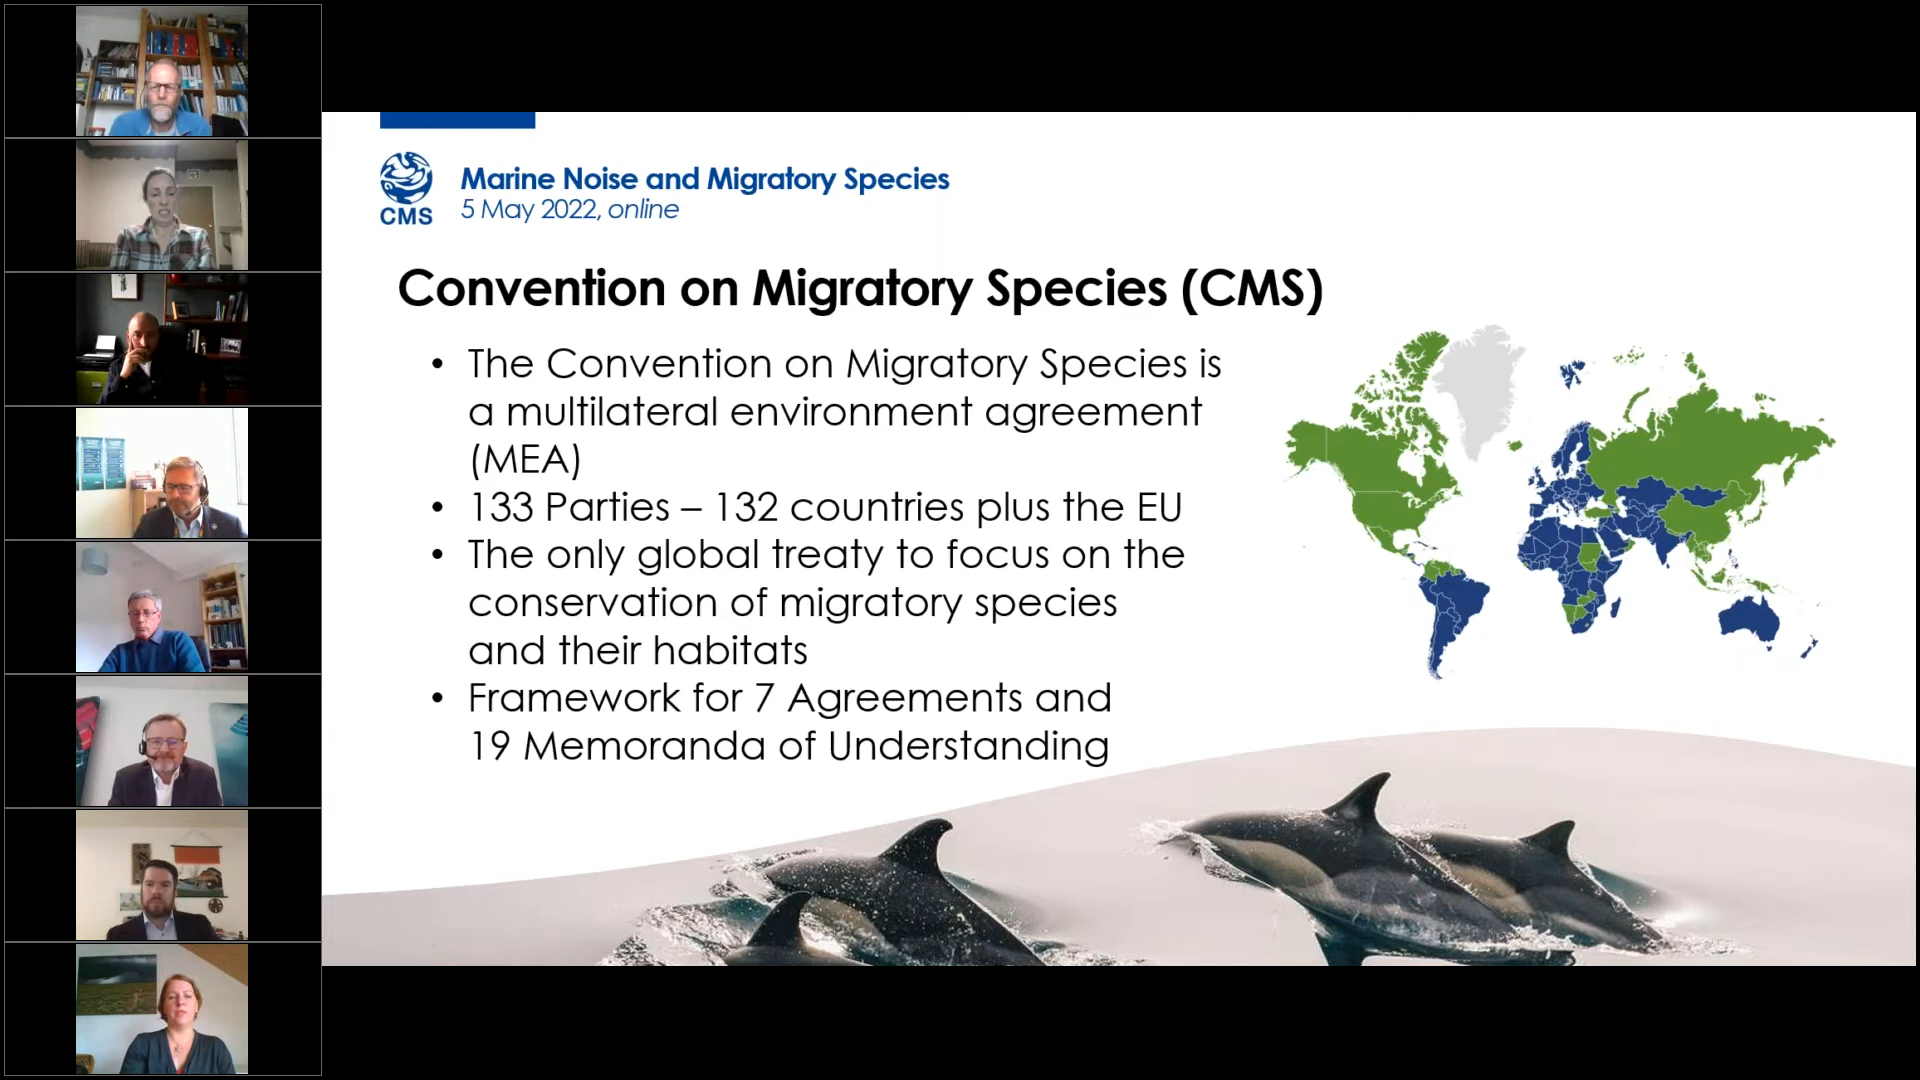 CMS
Marine Noise and Migratory Species
5 May 2022, online
Convention on Migratory Species (CMS)
• The Convention on Migratory Species is
a multilateral environment agreement
(MEA)
• 133 Parties – 132 countries plus the EU
• The only global treaty to focus on the
conservation of migratory species
and their habitats
• Framework for 7 Agreements and
19 Memoranda of Understanding